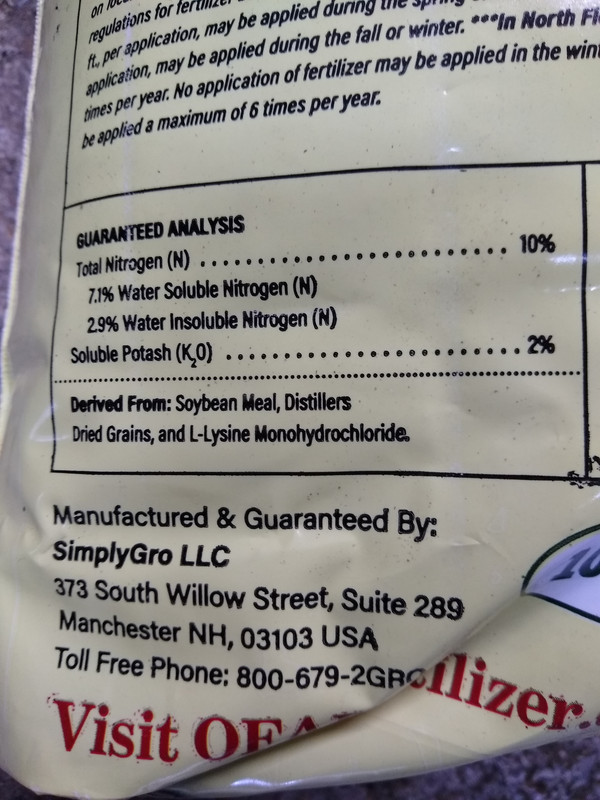 regulations for fertilizer
ft. per application, may be applied during the spring
application, may be applied during the fall or winter. ***In North
times per year. No application of fertilizer may be applied in the
be applied a maximum of 6 times per year.
GUARANTEED ANALYSIS
Total Nitrogen (N) .............................. 10%
7.1% Water Soluble Nitrogen (N)
2.9% Water Insoluble Nitrogen (N)
Soluble Potash (K₂O) .............................. 2%
Derived From: Soybean Meal, Distillers
Dried Grains, and L-Lysine Monohydrochloride.
Manufactured & Guaranteed By:
SimplyGro LLC
373 South Willow Street, Suite 289
Manchester NH, 03103 USA
Toll Free Phone: 800-679-2GRO
Visit